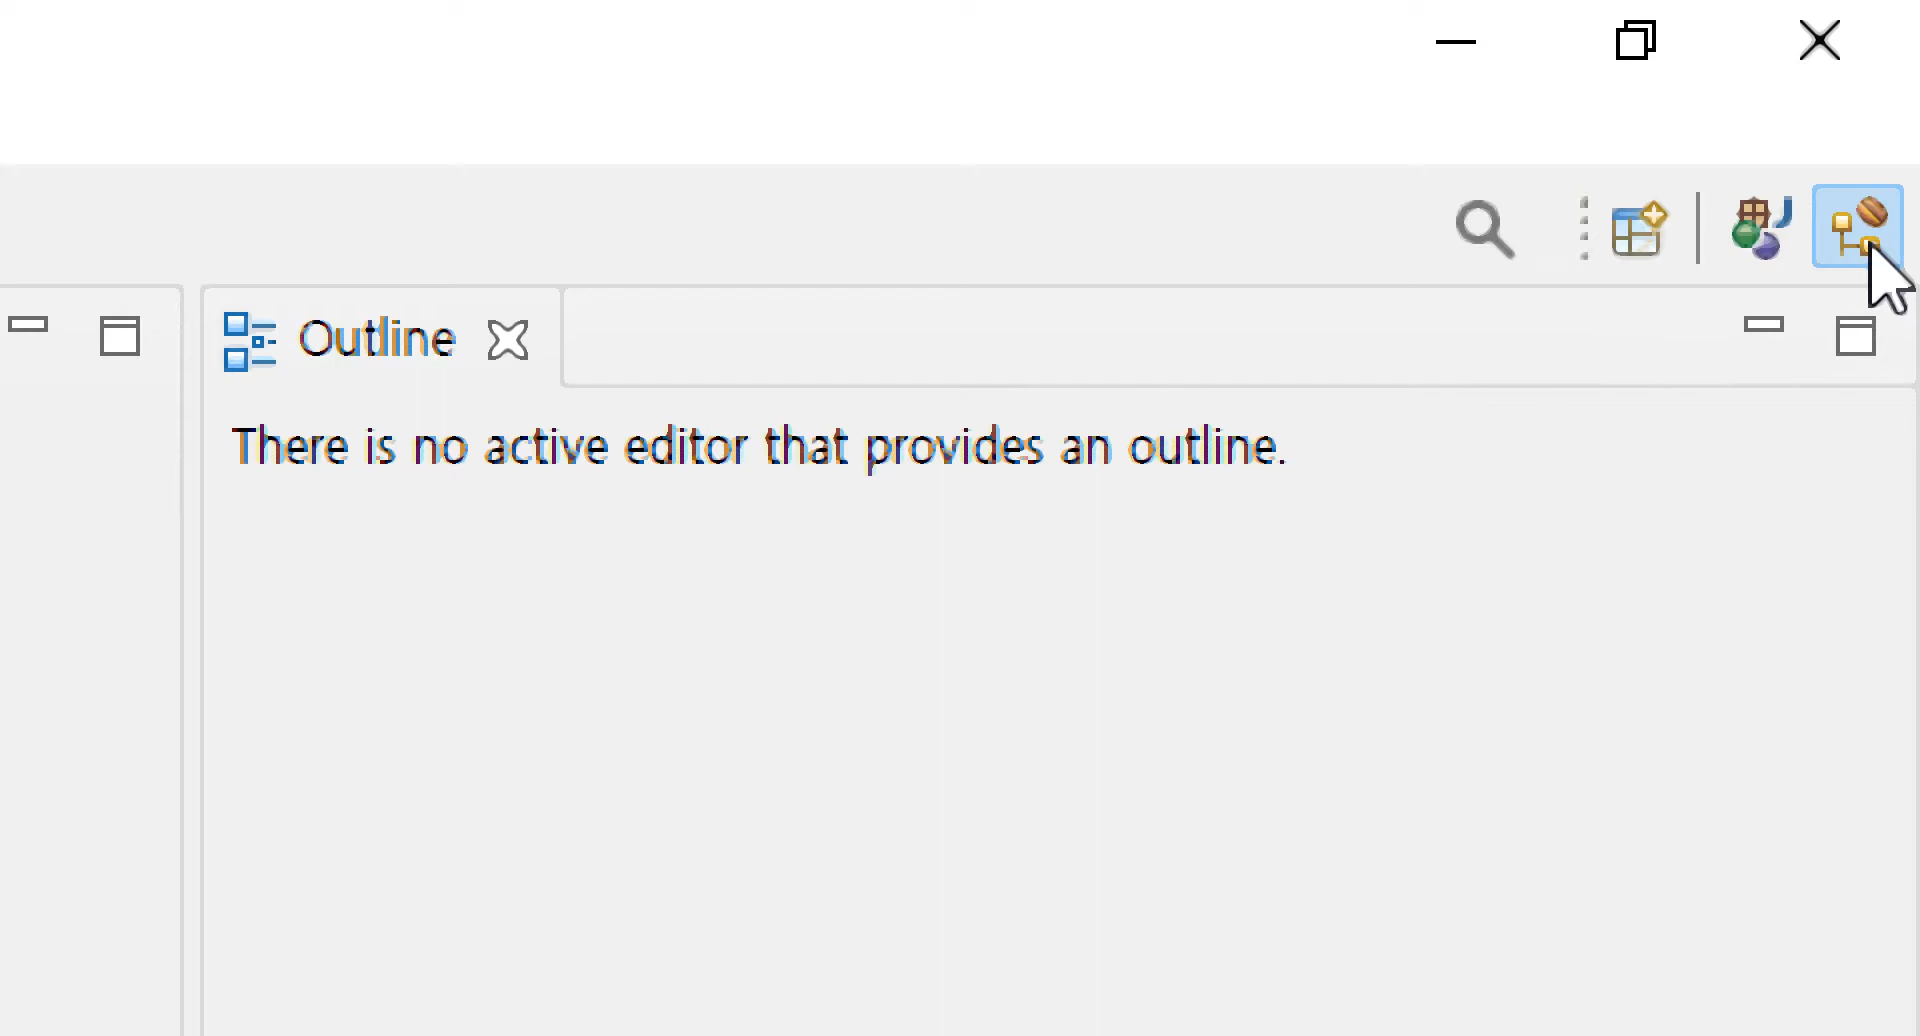 Outline
There is no active editor that provides an outline.